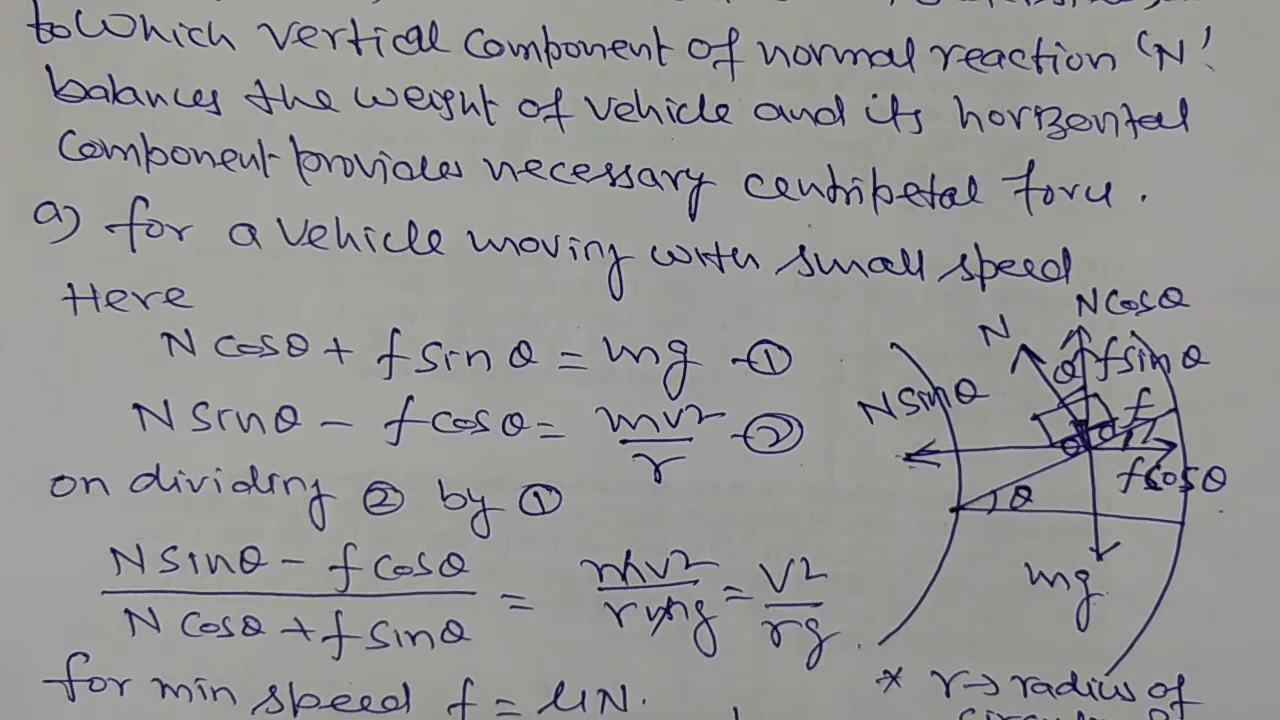 to which vertical component of normal reaction 'N'
balances the weight of vehicle and its horizontal
component provides necessary centripetal force.
a) for a vehicle moving with small speed
Here
N cosθ + f sinθ = mg -①
N sinθ - f cosθ = mv²/r -②
on dividing ② by ①
N sinθ - f cosθ / N cosθ + f sinθ = mv²/rmg = v²/rg.
for min speed f = μN.
N cosθ
N
θ
f sinθ
N sinθ
f
θ
θ
f cosθ
θ
mg
* r → radius of